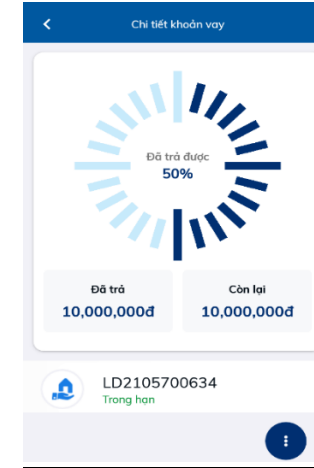 Chi tiết khoản vay
Đã trả được
50%
Đã trả
10,000,000đ
Còn lại
10,000,000đ
LD2105700634
Trong hạn